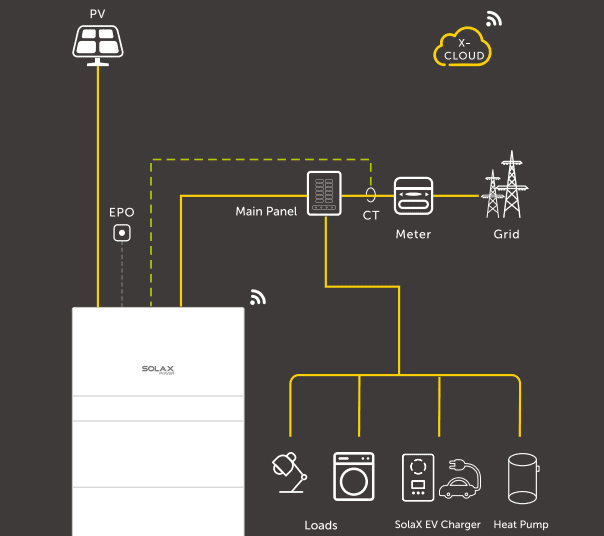 PV
X-
CLOUD
EPO
Main Panel
CT
Meter
Grid
SOLAX
POWER
Loads
SolaX EV Charger
Heat Pump